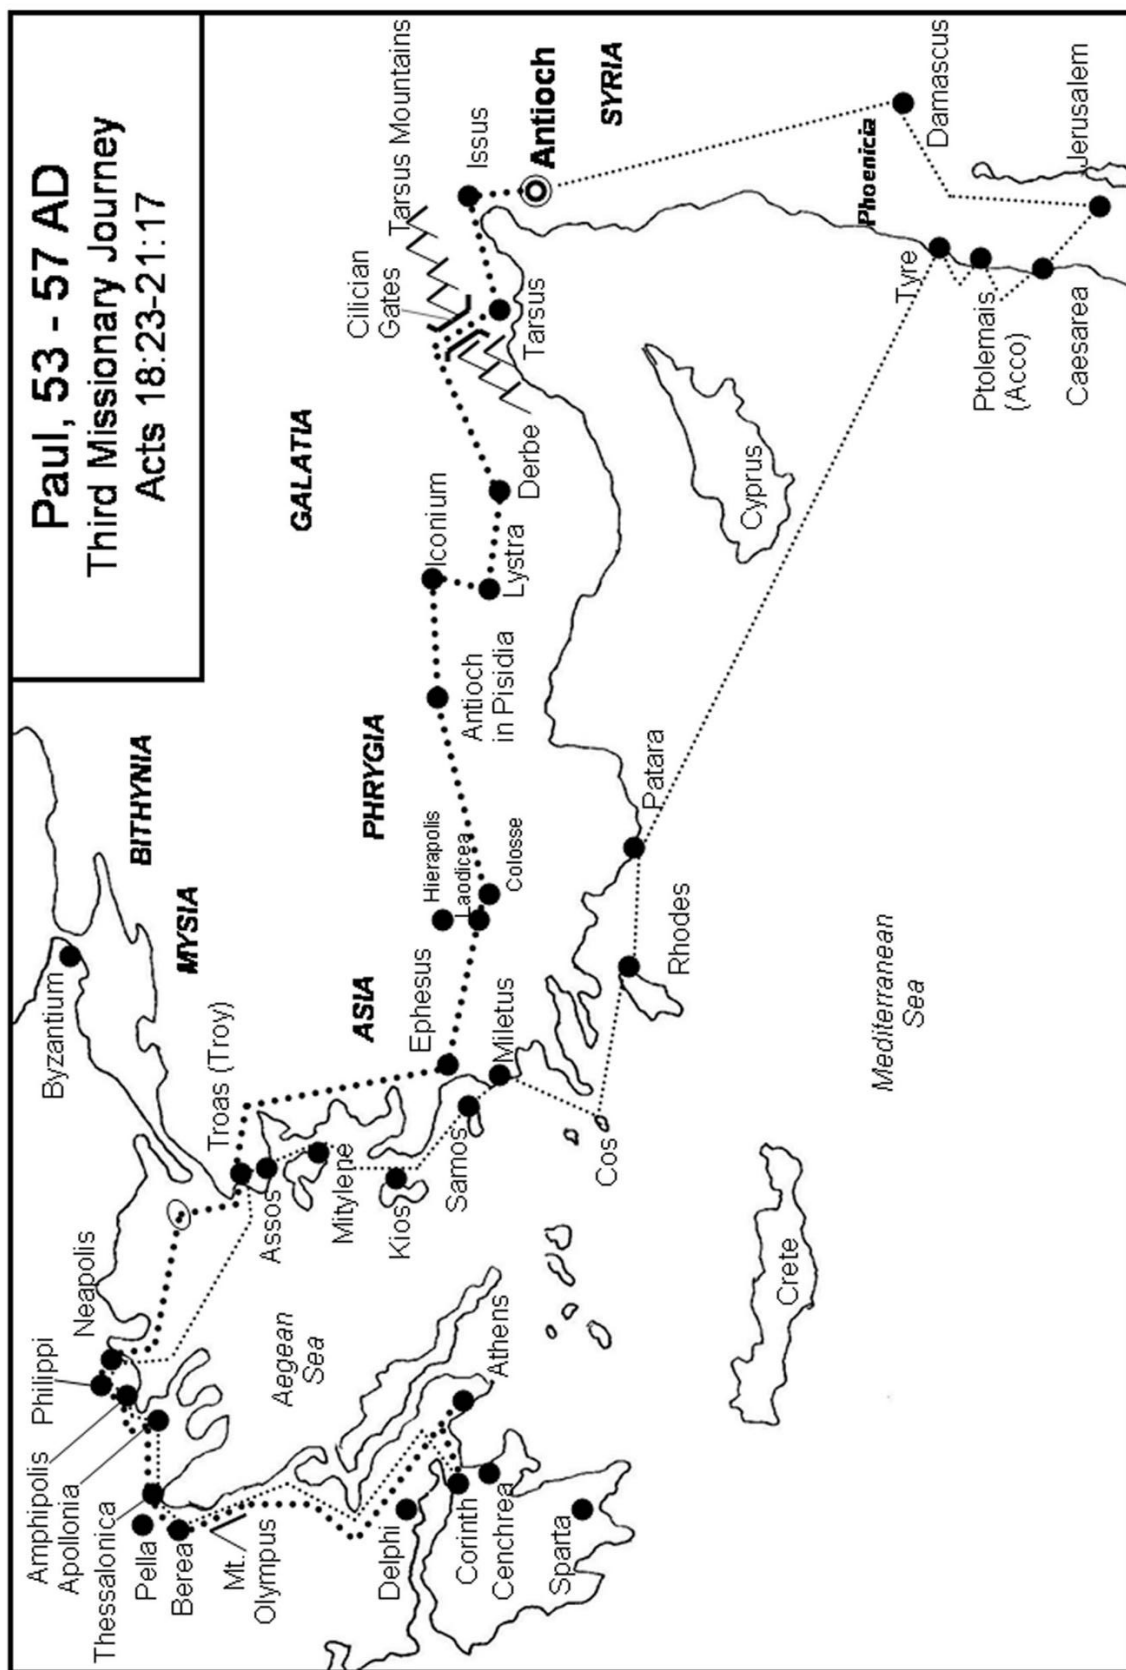 Paul, 53 - 57 AD
Third Missionary Journey
Acts 18:23-21:17
Byzantium
BITHYNIA
MYSIA
Neapolis
Philippi
Amphipolis
Apollonia
Thessalonica
Pella
Berea
Mt.
Olympus
Aegean
Sea
Troas (Troy)
Assos
Mitylene
Kios
Samos
ASIA
Ephesus
Miletus
PHRYGIA
Hierapolis
Laodicea
Colosse
GALATIA
Antioch
in Pisidia
Iconium
Lystra
Derbe
Cilician
Gates
Tarsus Mountains
Tarsus
Issus
Antioch
SYRIA
Delphi
Corinth
Cenchrea
Athens
Sparta
Cos
Rhodes
Patara
Crete
Cyprus
Mediterranean
Sea
Phoenicia
Tyre
Damascus
Ptolemais
(Acco)
Caesarea
Jerusalem